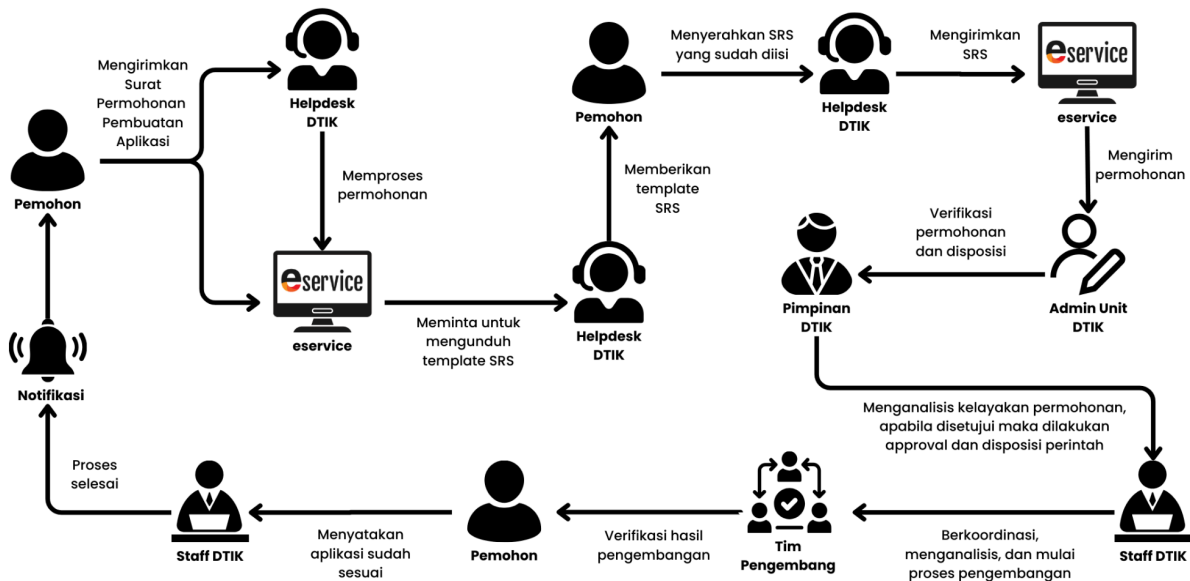 Mengirimkan
Surat
Permohonan
Pembuatan
Aplikasi
Pemohon
Helpdesk
DTIK
Memproses
permohonan
eservice
eservice
Meminta untuk
mengunduh
template SRS
Helpdesk
DTIK
Memberikan
template
SRS
Pemohon
Menyerahkan SRS
yang sudah diisi
Helpdesk
DTIK
Mengirimkan
SRS
eservice
eservice
Mengirim
permohonan
Admin Unit
DTIK
Verifikasi
permohonan
dan disposisi
Pimpinan
DTIK
Menganalisis kelayakan permohonan,
apabila disetujui maka dilakukan
approval dan disposisi perintah
Staff DTIK
Berkoordinasi,
menganalisis, dan mulai
proses pengembangan
Tim
Pengembang
Verifikasi hasil
pengembangan
Pemohon
Menyatakan
aplikasi sudah
sesuai
Staff DTIK
Proses
selesai
Notifikasi